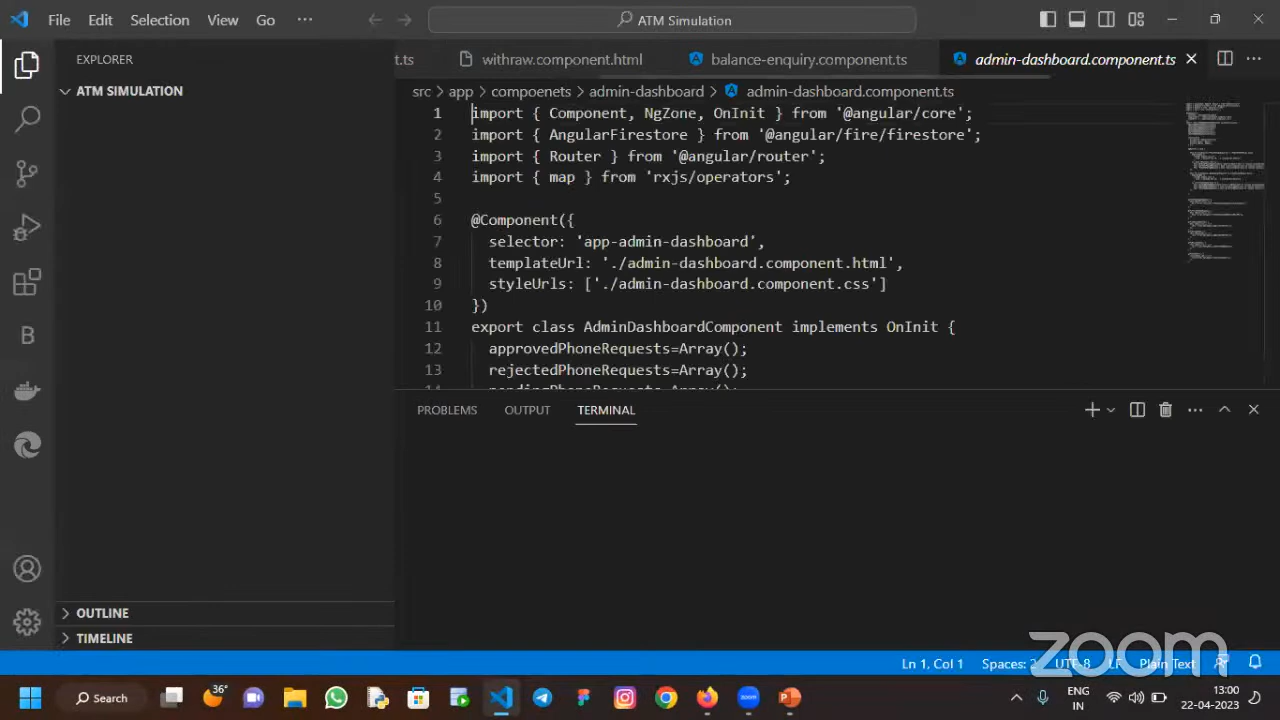 File Edit Selection View Go ··· ATM Simulation
EXPLORER
t.ts withraw.component.html balance-enquiry.component.ts admin-dashboard.component.ts
ATM SIMULATION
src > app > compoenets > admin-dashboard > admin-dashboard.component.ts
1 import { Component, NgZone, OnInit } from '@angular/core';
2 import { AngularFirestore } from '@angular/fire/firestore';
3 import { Router } from '@angular/router';
4 import { map } from 'rxjs/operators';
5
6 @Component({
7 selector: 'app-admin-dashboard',
8 templateUrl: './admin-dashboard.component.html',
9 styleUrls: ['./admin-dashboard.component.css']
10 })
11 export class AdminDashboardComponent implements OnInit {
12 approvedPhoneRequests=Array();
13 rejectedPhoneRequests=Array();
14 pendingPhoneRequests=Array();
PROBLEMS OUTPUT TERMINAL
OUTLINE
TIMELINE
zoom
Ln 1, Col 1 Spaces: 2 UTF-8 LF Plain Text
36°
Search
zoom
ENG
IN
13:00
22-04-2023